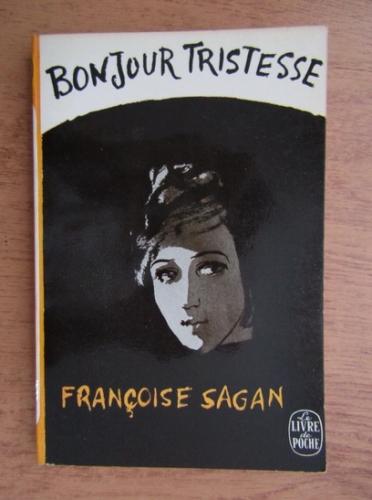 BONJOUR TRISTESSE
FRANÇOISE SAGAN
Le
LIVRE
de
POCHE